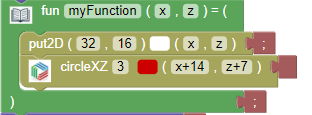 fun myFunction ( x , z ) = (
put2D ( 32 , 16 ) ( x , z ) ;
circleXZ 3 ( x+14 , z+7 )
) ;